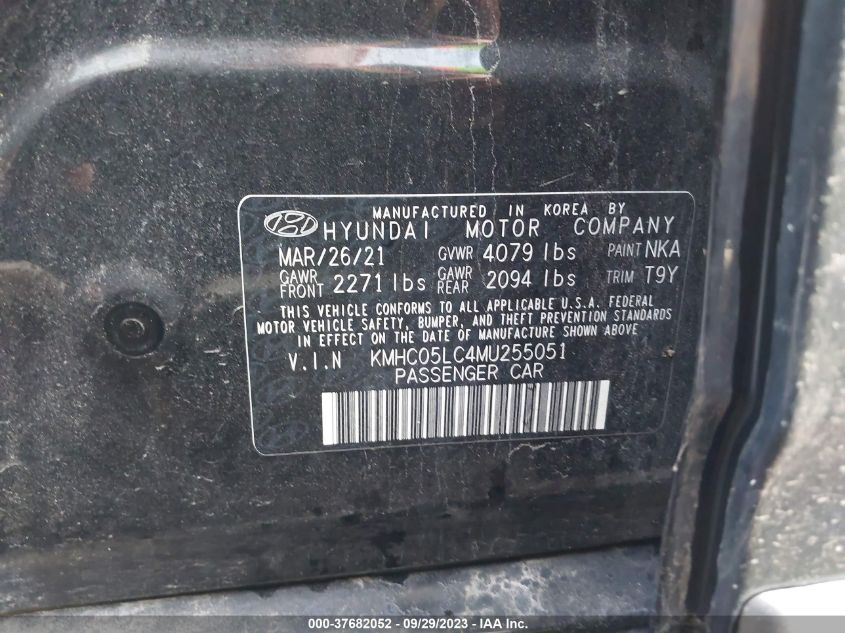 MANUFACTURED IN KOREA BY
HYUNDAI MOTOR COMPANY
MAR/26/21 GVWR 4079 lbs PAINT NKA
GAWR FRONT 2271 lbs GAWR REAR 2094 lbs TRIM T9Y
THIS VEHICLE CONFORMS TO ALL APPLICABLE U.S.A. FEDERAL
MOTOR VEHICLE SAFETY, BUMPER, AND THEFT PREVENTION STANDARDS
IN EFFECT ON THE DATE OF MANUFACTURE SHOWN ABOVE
V.I.N KMHC05LC4MU255051
PASSENGER CAR
000-37682052 - 09/29/2023 - IAAI.com